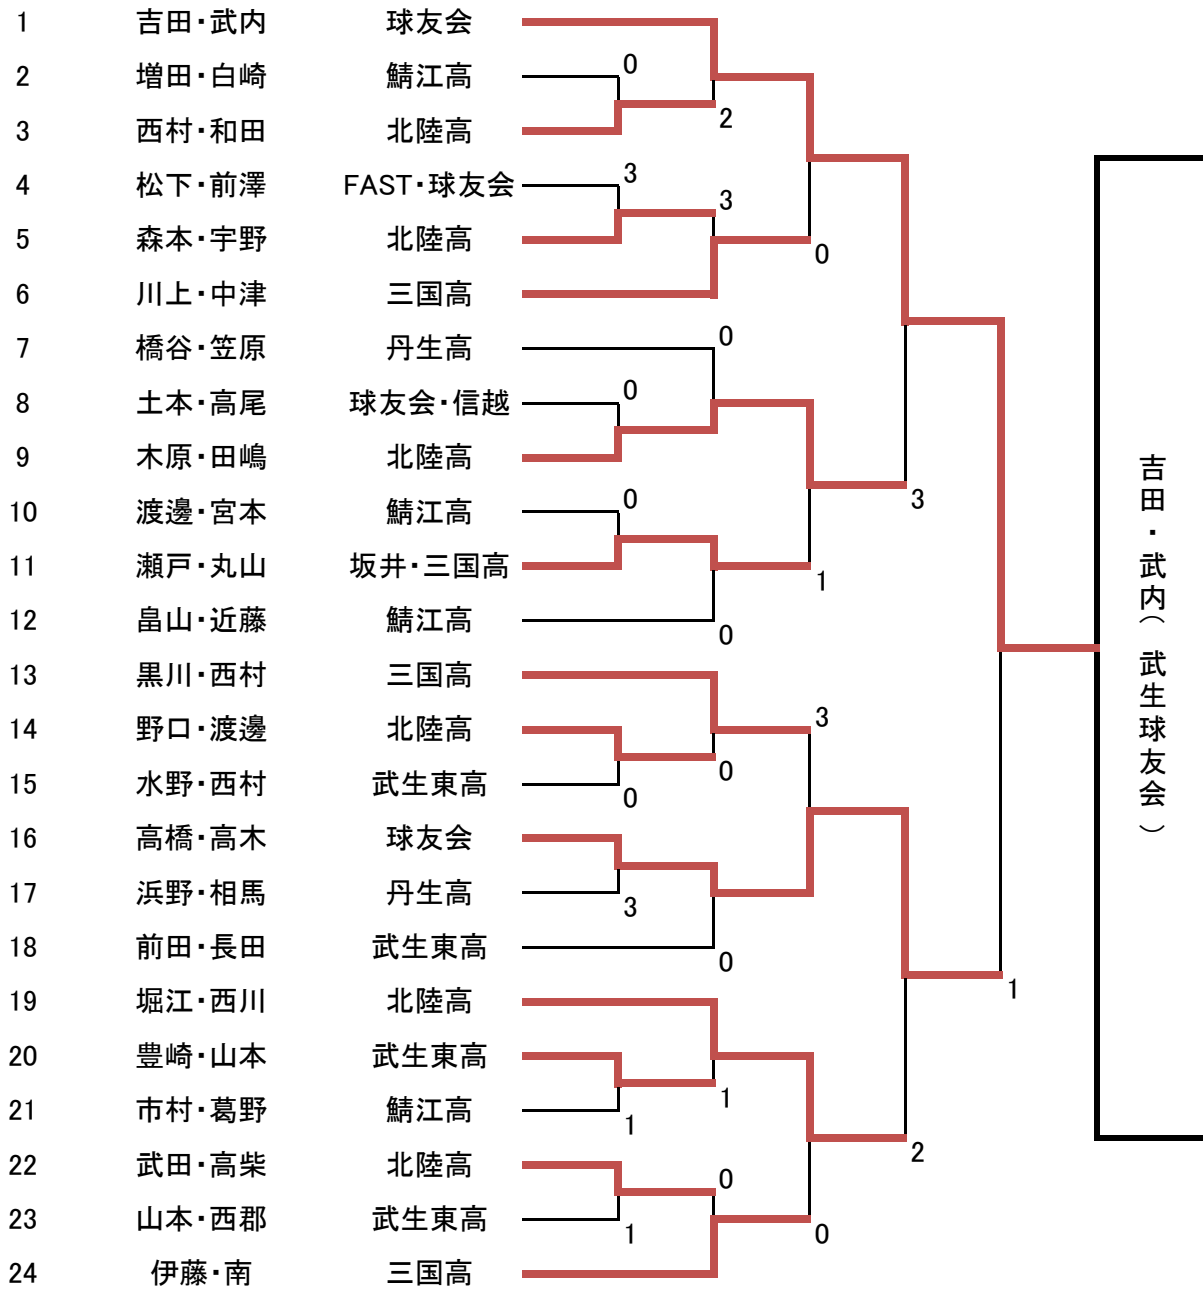 1 吉田・武内 球友会
2 増田・白崎 鯖江高 0
3 西村・和田 北陸高 2
4 松下・前澤 FAST・球友会 3 3
5 森本・宇野 北陸高 0
6 川上・中津 三国高
7 橋谷・笠原 丹生高 0
8 土本・高尾 球友会・信越 0
9 木原・田嶋 北陸高
10 渡邊・宮本 鯖江高 0 3
11 瀬戸・丸山 坂井・三国高 1
12 畠山・近藤 鯖江高 0
13 黒川・西村 三国高
14 野口・渡邊 北陸高 3
15 水野・西村 武生東高 0 0
16 高橋・高木 球友会
17 浜野・相馬 丹生高 3
18 前田・長田 武生東高 0
19 堀江・西川 北陸高 1
20 豊崎・山本 武生東高
21 市村・葛野 鯖江高 1 1
22 武田・高柴 北陸高 0 2
23 山本・西郡 武生東高 1 0
24 伊藤・南 三国高
吉田・武内(武生球友会)